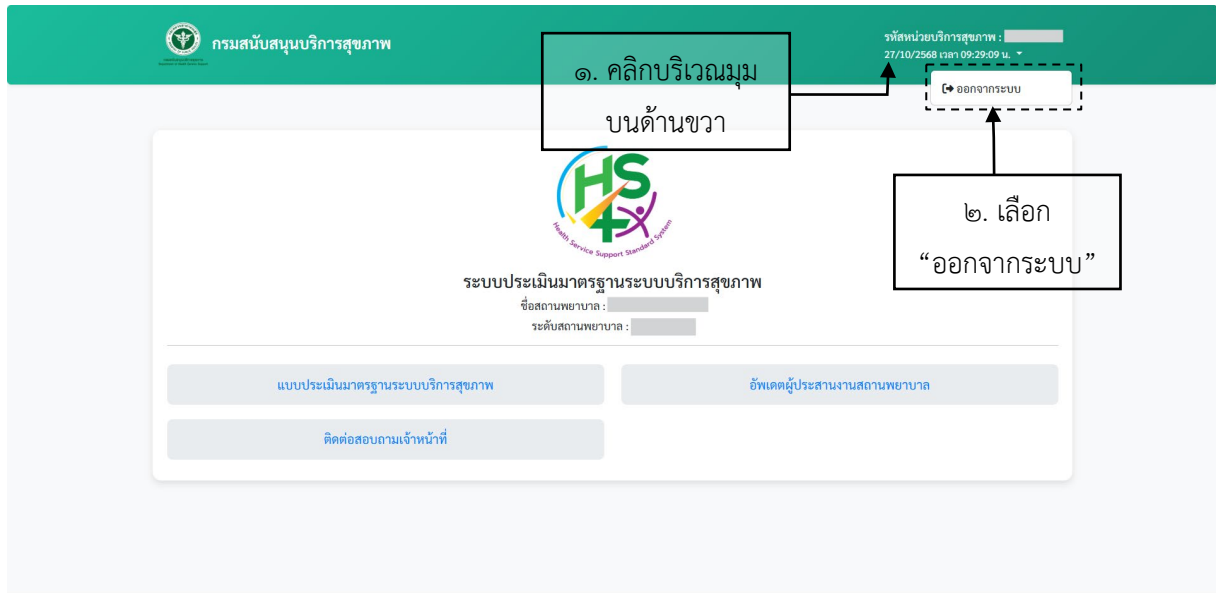 กรมสนับสนุนบริการสุขภาพ
รหัสหน่วยบริการสุขภาพ :
27/10/2568 เวลา 09:29:09 น.
ออกจากระบบ
๑. คลิกบริเวณมุม
บนด้านขวา
๒. เลือก
“ออกจากระบบ”
HS
4
Health Service Support Standard System
ระบบประเมินมาตรฐานระบบบริการสุขภาพ
ชื่อสถานพยาบาล :
ระดับสถานพยาบาล :
แบบประเมินมาตรฐานระบบบริการสุขภาพ
อัพเดตผู้ประสานงานสถานพยาบาล
ติดต่อสอบถามเจ้าหน้าที่